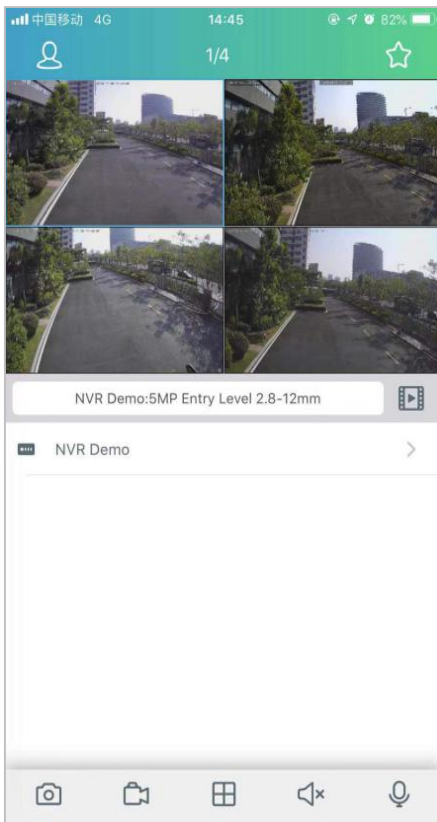 中国移动 4G 14:45 82%
1/4
NVR Demo:5MP Entry Level 2.8-12mm
NVR Demo